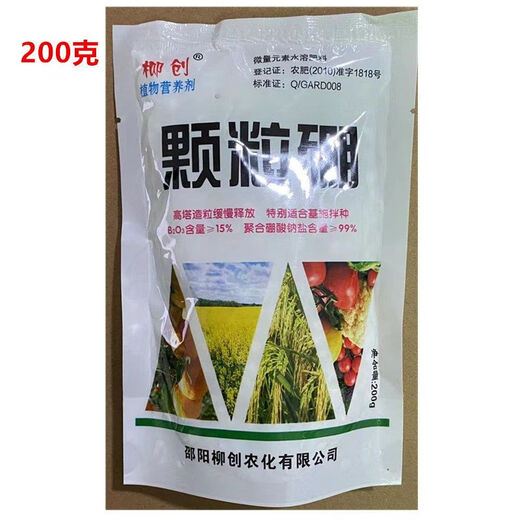 200克
柳创®
植物营养剂
微量元素水溶肥料
登记证：农肥(2010)准字1818号
标准证：Q/GARD008
颗粒硼
高塔造粒缓慢释放 特别适合基施拌种
B₂O₃含量≥15% 聚合硼酸钠盐含量≥99%
净含量:200g
邵阳柳创农化有限公司